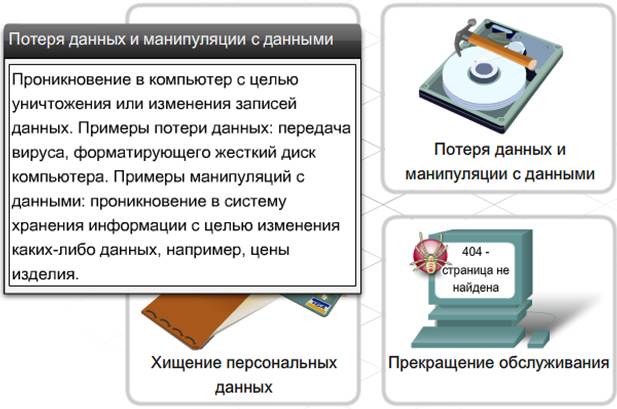 Потеря данных и манипуляции с данными
Проникновение в компьютер с целью
уничтожения или изменения записей
данных. Примеры потери данных: передача
вируса, форматирующего жесткий диск
компьютера. Примеры манипуляций с
данными: проникновение в систему
хранения информации с целью изменения
каких-либо данных, например, цены
изделия.
Потеря данных и
манипуляции с данными
404 -
страница не
найдена
Хищение персональных
данных
Прекращение обслуживания